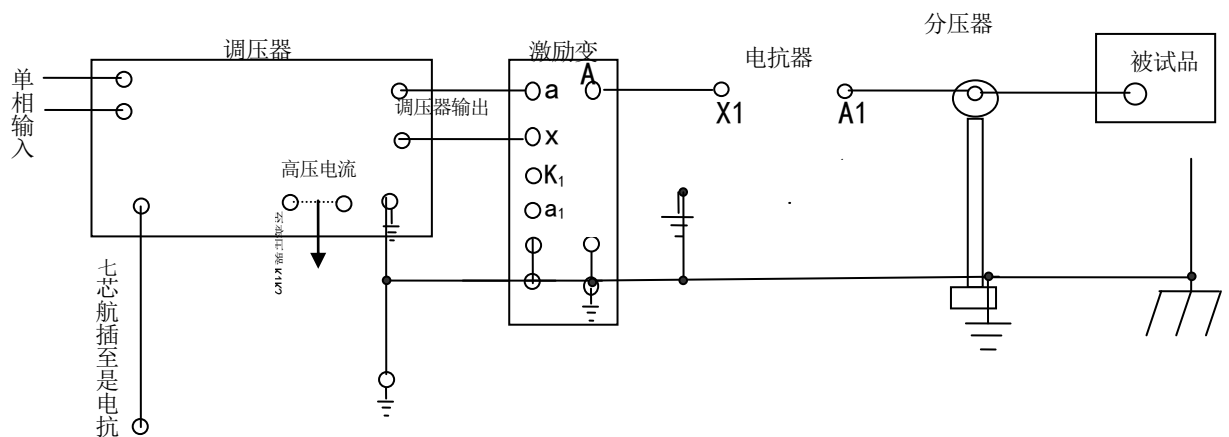 单相输入
调压器
调压器输出
高压电流
七芯航插至是电抗
激励变
A
a
x
K₁
a₁
电抗器
X1
A1
分压器
被试品